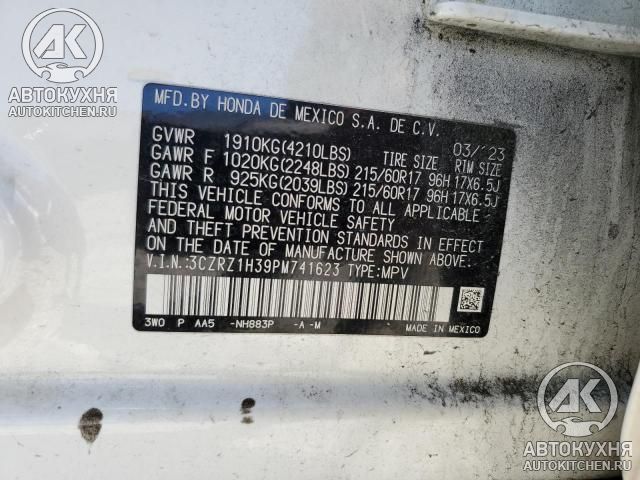 AK
АВТОКУХНЯ
AUTOKITCHEN.RU
MFD. BY HONDA DE MEXICO S.A. DE C.V.
03/'23
GVWR 1910KG(4210LBS) TIRE SIZE RIM SIZE
GAWR F 1020KG(2248LBS) 215/60R17 96H 17X6.5J
GAWR R 925KG(2039LBS) 215/60R17 96H 17X6.5J
THIS VEHICLE CONFORMS TO ALL APPLICABLE
FEDERAL MOTOR VEHICLE SAFETY
AND THEFT PREVENTION STANDARDS IN EFFECT
ON THE DATE OF MANUFACTURE SHOWN ABOVE.
V.I.N.:3CZRZ1H39PM741623 TYPE:MPV
3W0 P AA5 -NH883P -A -M MADE IN MEXICO
AK
АВТОКУХНЯ
AUTOKITCHEN.RU